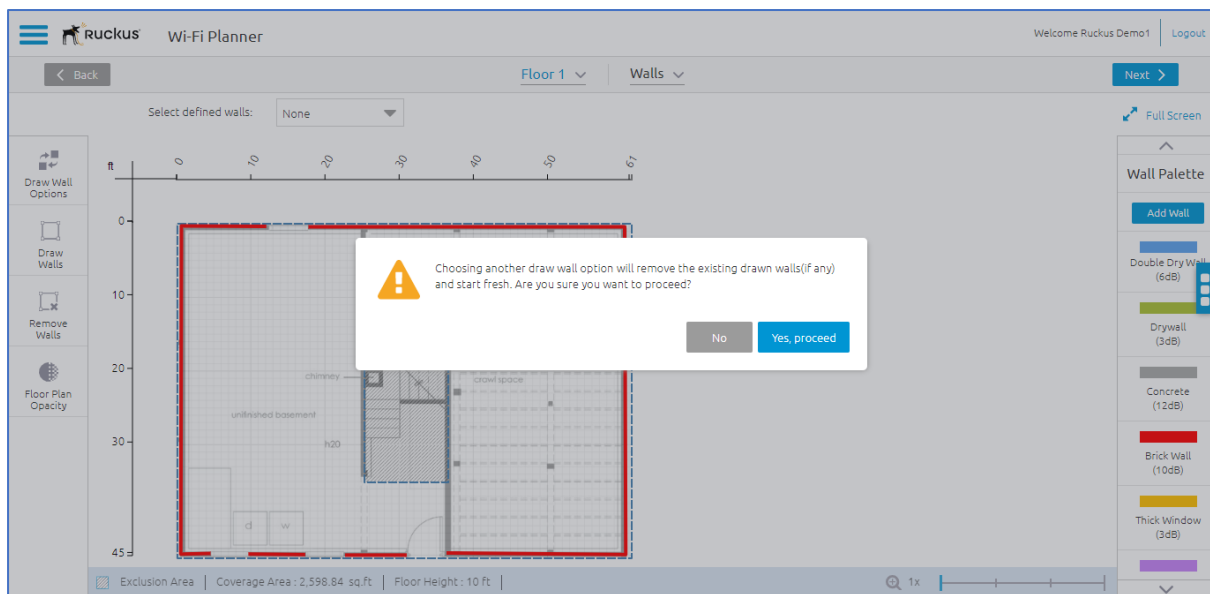 Ruckus Wi-Fi Planner Welcome Ruckus Demo1 Logout
Back Floor 1 Walls Next
Select defined walls: None Full Screen
Draw Wall
Options
Draw
Walls
Remove
Walls
Floor Plan
Opacity
ft 0 10 20 30 40 50 61
0
10
20
30
45
Choosing another draw wall option will remove the existing drawn walls(if any)
and start fresh. Are you sure you want to proceed?
No Yes, proceed
chimney
crawl space
unfinished basement
h20
d w
Wall Palette
Add Wall
Double Dry Wall
(6dB)
Drywall
(3dB)
Concrete
(12dB)
Brick Wall
(10dB)
Thick Window
(3dB)
Exclusion Area Coverage Area : 2,598.84 sq.ft Floor Height : 10 ft 1x